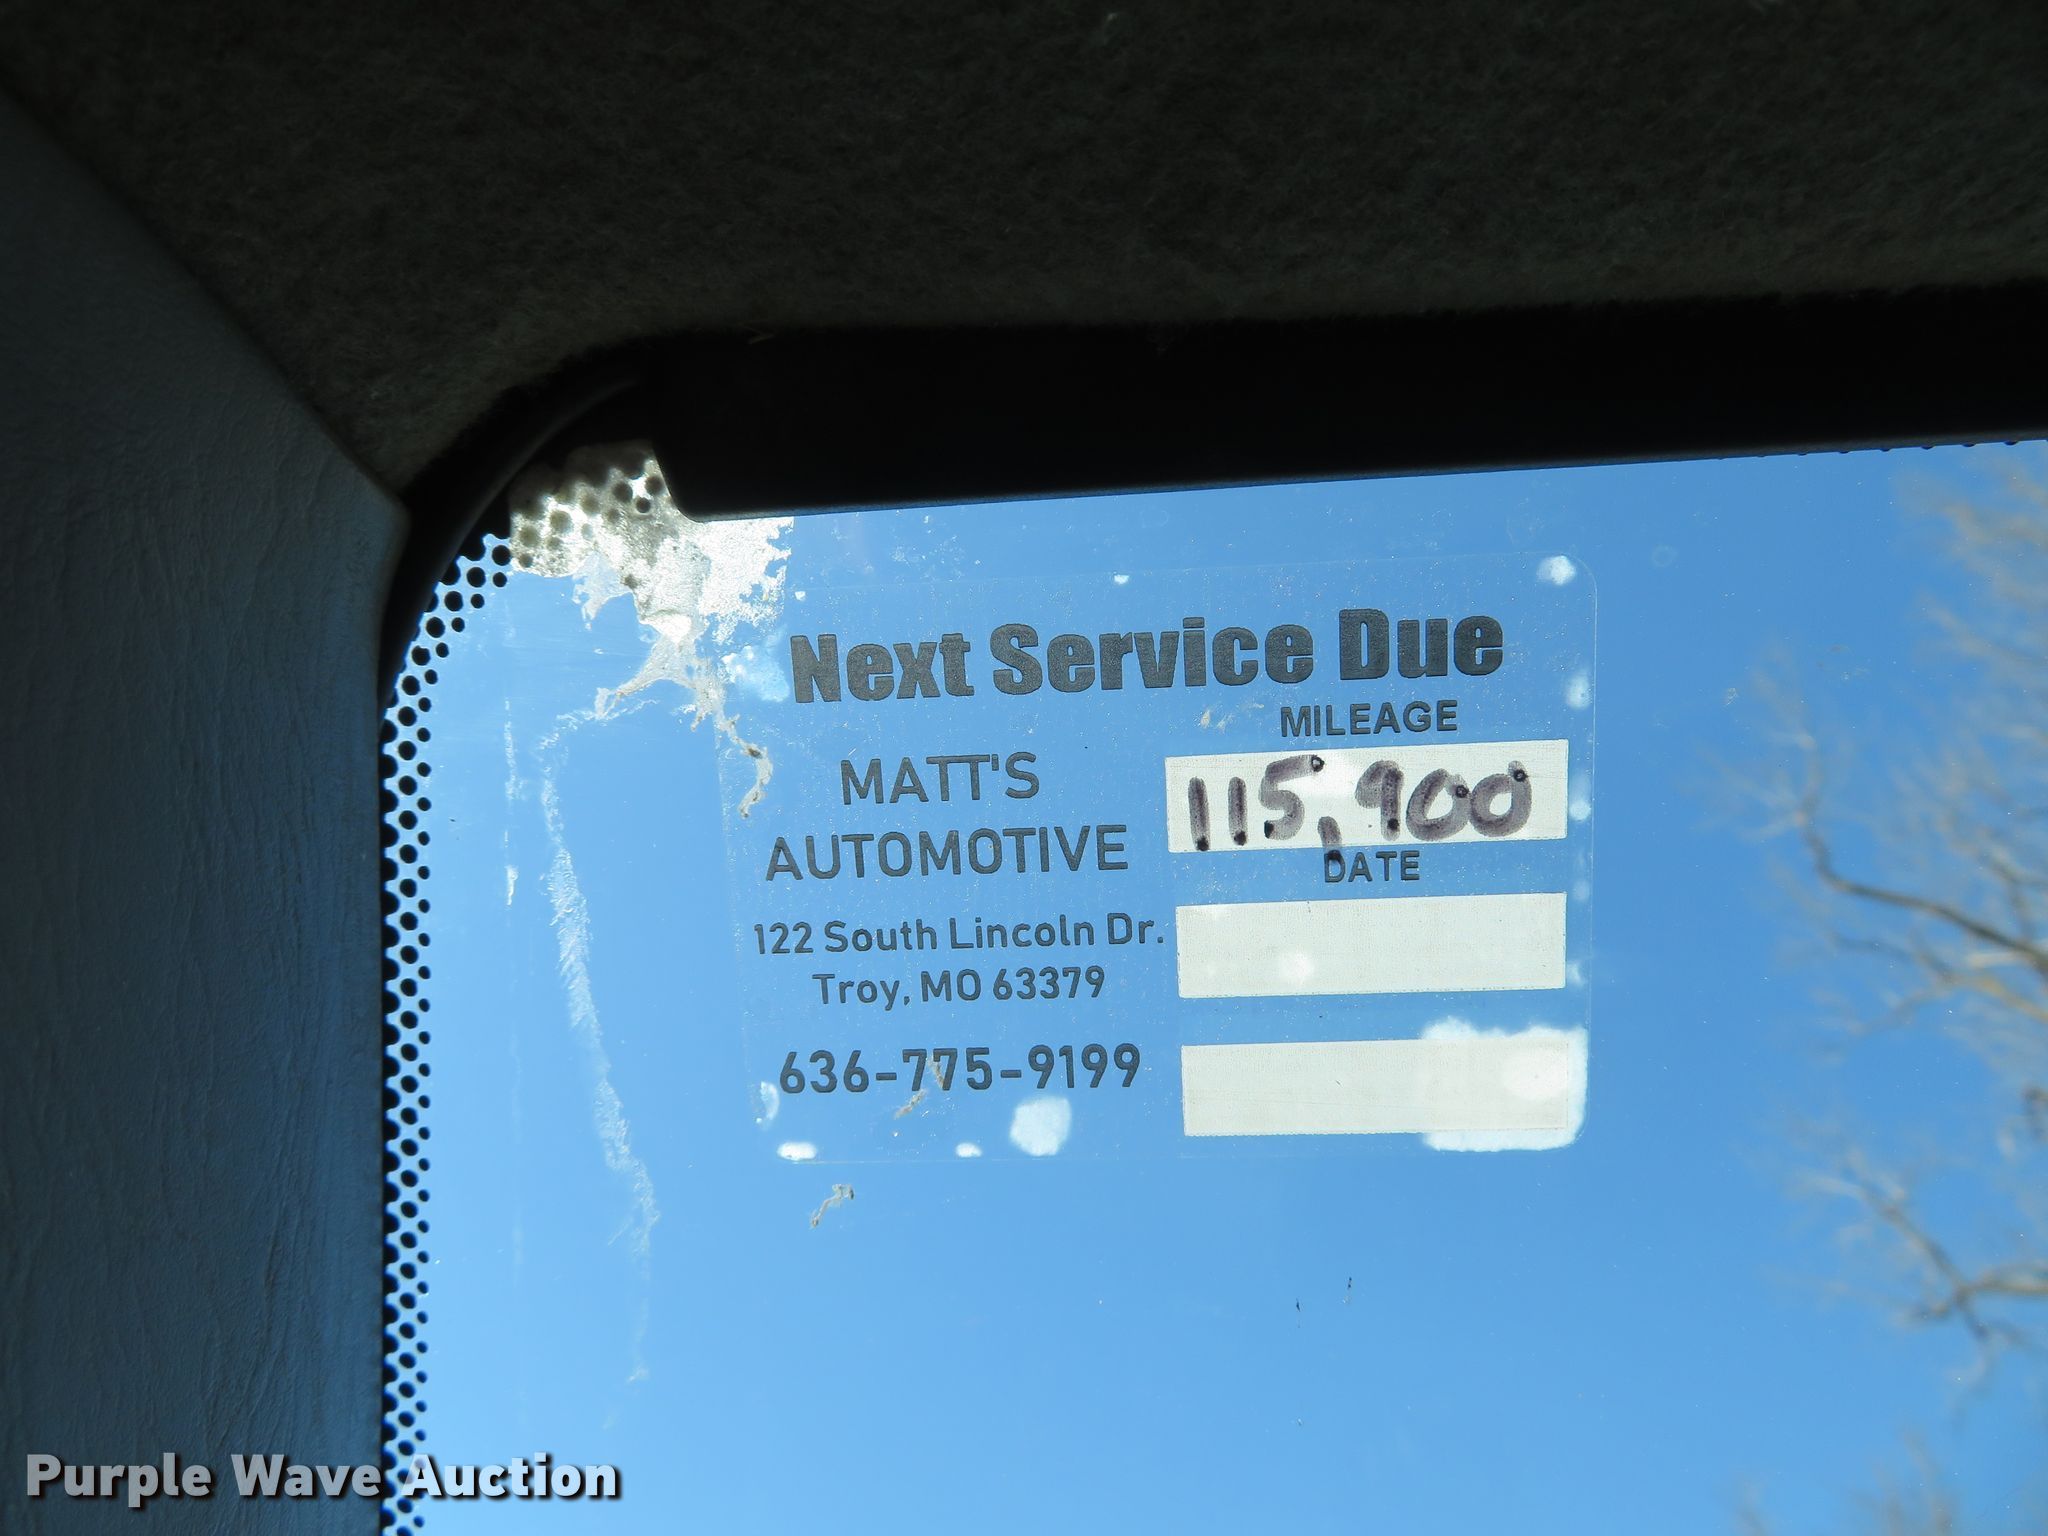 Next Service Due
MILEAGE
115,900
MATT'S
AUTOMOTIVE
DATE
122 South Lincoln Dr.
Troy, MO 63379
636-775-9199
Purple Wave Auction